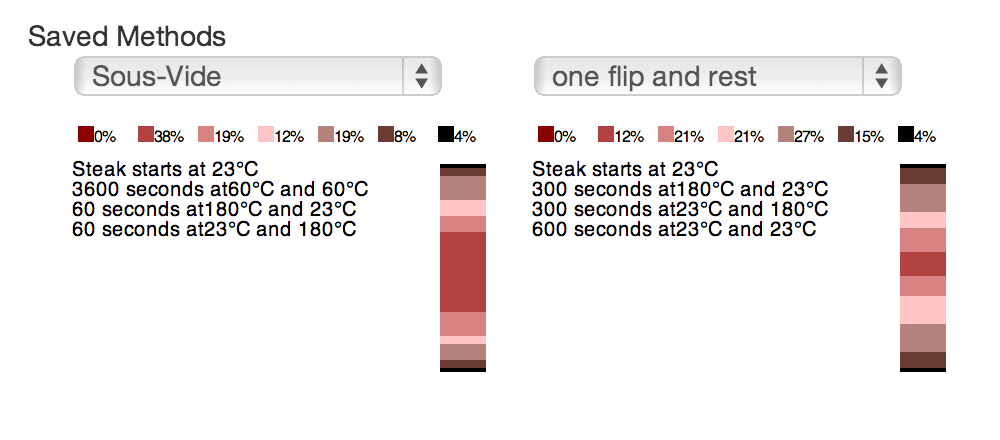 Saved Methods
Sous-Vide
one flip and rest
0% 38% 19% 12% 19% 8% 4%
0% 12% 21% 21% 27% 15% 4%
Steak starts at 23°C
3600 seconds at60°C and 60°C
60 seconds at180°C and 23°C
60 seconds at23°C and 180°C
Steak starts at 23°C
300 seconds at180°C and 23°C
300 seconds at23°C and 180°C
600 seconds at23°C and 23°C